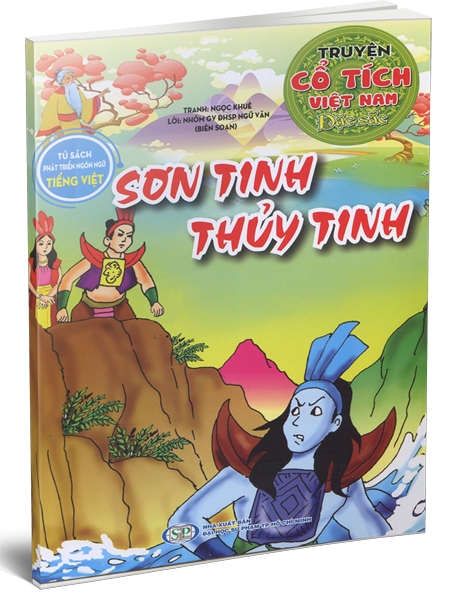 TRUYỆN
CỔ TÍCH
VIỆT NAM
Đặc sắc
TRANH: NGỌC KHUÊ
LỜI: NHÓM GV ĐHSP NGỮ VĂN
(BIÊN SOẠN)
TỦ SÁCH
PHÁT TRIỂN NGÔN NGỮ
TIẾNG VIỆT
SƠN TINH
THỦY TINH
NHÀ XUẤT BẢN
ĐẠI HỌC SƯ PHẠM TP HỒ CHÍ MINH